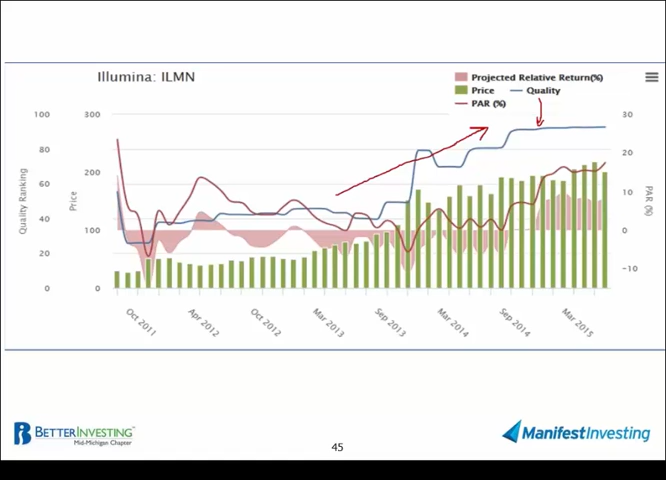 Illumina: ILMN
Projected Relative Return(%)
Price Quality
PAR (%)
100 300 30
80 20
200
60 10
Quality Ranking Price PAR (%)
40 100 0
20 -10
0 0
Oct 2011 Apr 2012 Oct 2012 Mar 2013 Sep 2013 Mar 2014 Sep 2014 Mar 2015
BETTERINVESTING™
Mid-Michigan Chapter
ManifestInvesting
45